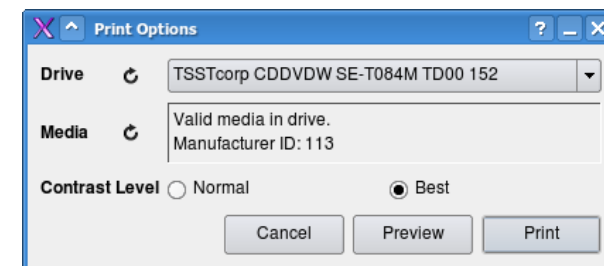 Print Options
Drive TSSTcorp CDDVDW SE-T084M TD00 152
Media Valid media in drive.
Manufacturer ID: 113
Contrast Level Normal Best
Cancel Preview Print